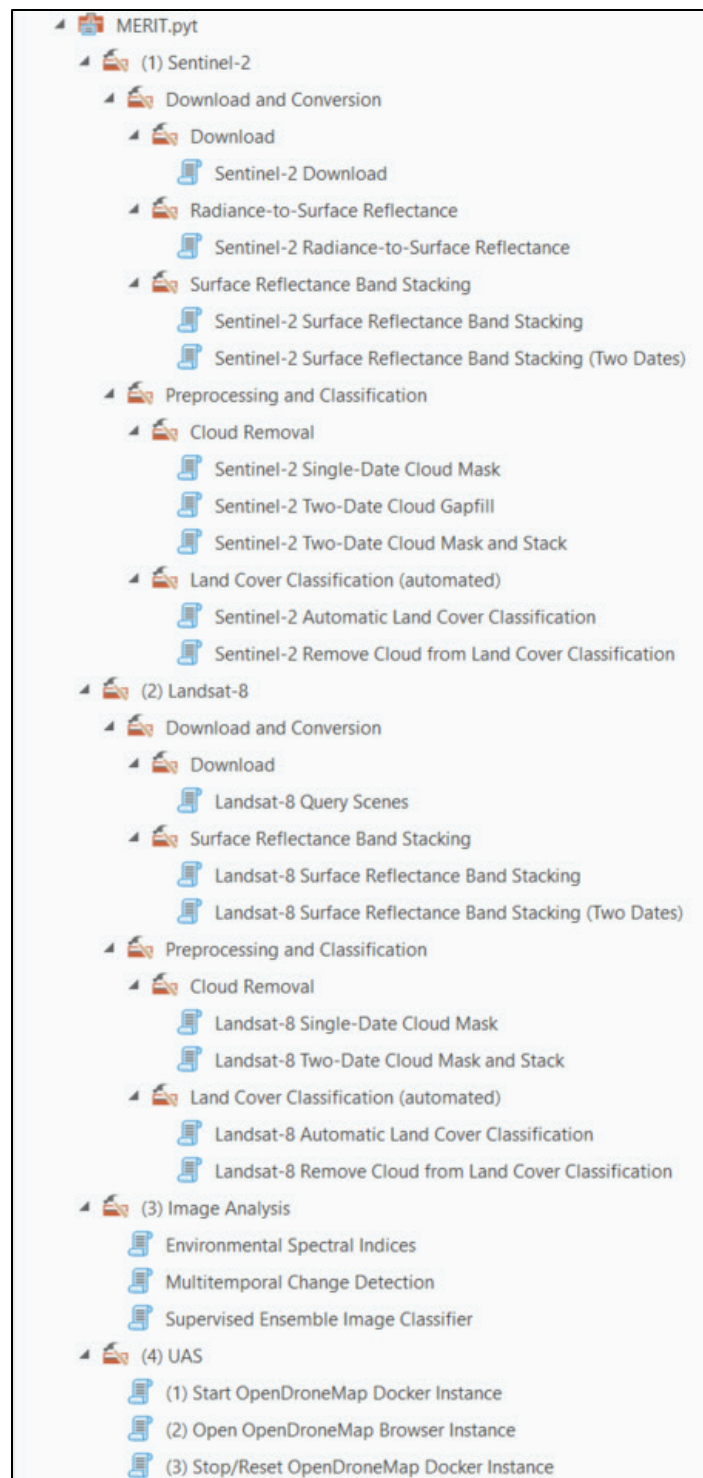 MERIT.pyt
(1) Sentinel-2
Download and Conversion
Download
Sentinel-2 Download
Radiance-to-Surface Reflectance
Sentinel-2 Radiance-to-Surface Reflectance
Surface Reflectance Band Stacking
Sentinel-2 Surface Reflectance Band Stacking
Sentinel-2 Surface Reflectance Band Stacking (Two Dates)
Preprocessing and Classification
Cloud Removal
Sentinel-2 Single-Date Cloud Mask
Sentinel-2 Two-Date Cloud Gapfill
Sentinel-2 Two-Date Cloud Mask and Stack
Land Cover Classification (automated)
Sentinel-2 Automatic Land Cover Classification
Sentinel-2 Remove Cloud from Land Cover Classification
(2) Landsat-8
Download and Conversion
Download
Landsat-8 Query Scenes
Surface Reflectance Band Stacking
Landsat-8 Surface Reflectance Band Stacking
Landsat-8 Surface Reflectance Band Stacking (Two Dates)
Preprocessing and Classification
Cloud Removal
Landsat-8 Single-Date Cloud Mask
Landsat-8 Two-Date Cloud Mask and Stack
Land Cover Classification (automated)
Landsat-8 Automatic Land Cover Classification
Landsat-8 Remove Cloud from Land Cover Classification
(3) Image Analysis
Environmental Spectral Indices
Multitemporal Change Detection
Supervised Ensemble Image Classifier
(4) UAS
(1) Start OpenDroneMap Docker Instance
(2) Open OpenDroneMap Browser Instance
(3) Stop/Reset OpenDroneMap Docker Instance